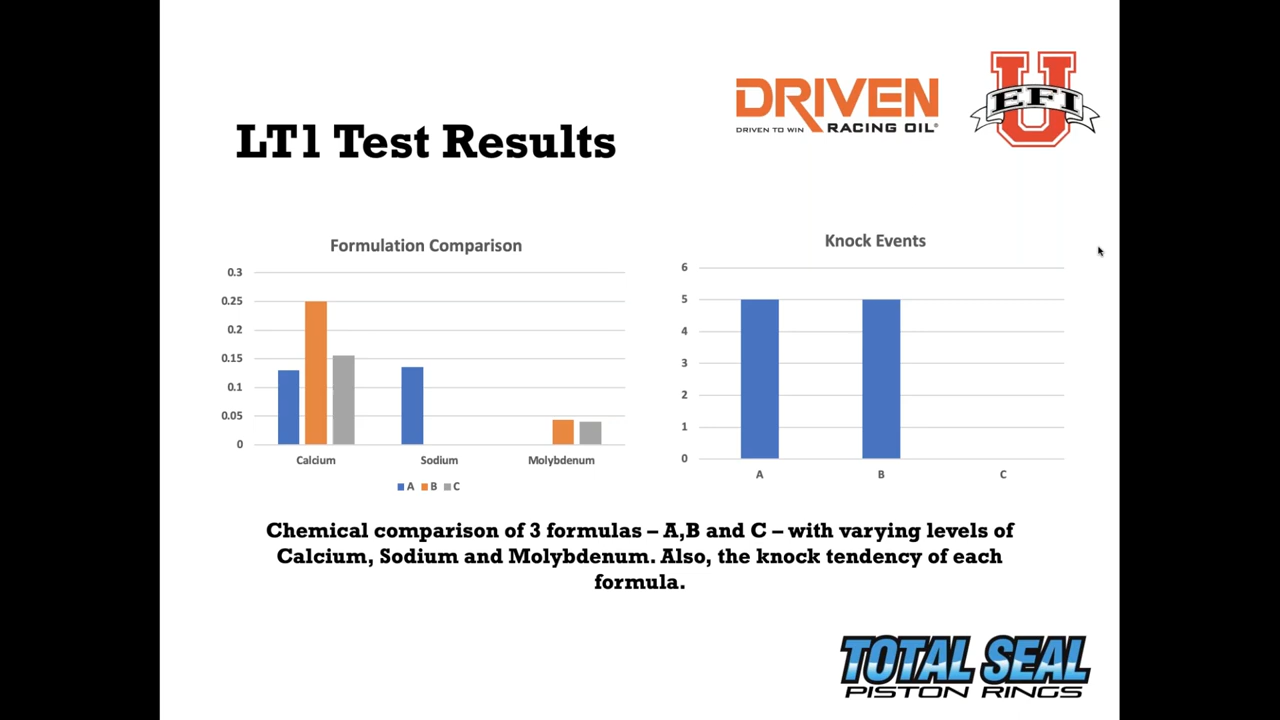 DRIVEN
DRIVEN TO WIN RACING OIL®
U
EFI
LT1 Test Results
Formulation Comparison
0.3
0.25
0.2
0.15
0.1
0.05
0
Calcium Sodium Molybdenum
A B C
Knock Events
6
5
4
3
2
1
0
A B C
Chemical comparison of 3 formulas – A,B and C – with varying levels of
Calcium, Sodium and Molybdenum. Also, the knock tendency of each
formula.
TOTAL SEAL
PISTON RINGS